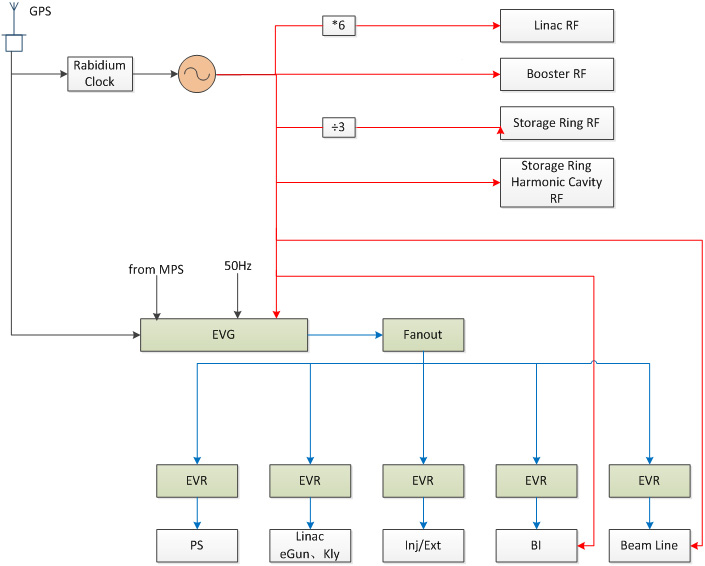 GPS
*6
Linac RF
Rabidium
Clock
Booster RF
÷3
Storage Ring RF
Storage Ring
Harmonic Cavity
RF
from MPS
50Hz
EVG
Fanout
EVR
EVR
EVR
EVR
EVR
PS
Linac
eGun、Kly
Inj/Ext
BI
Beam Line